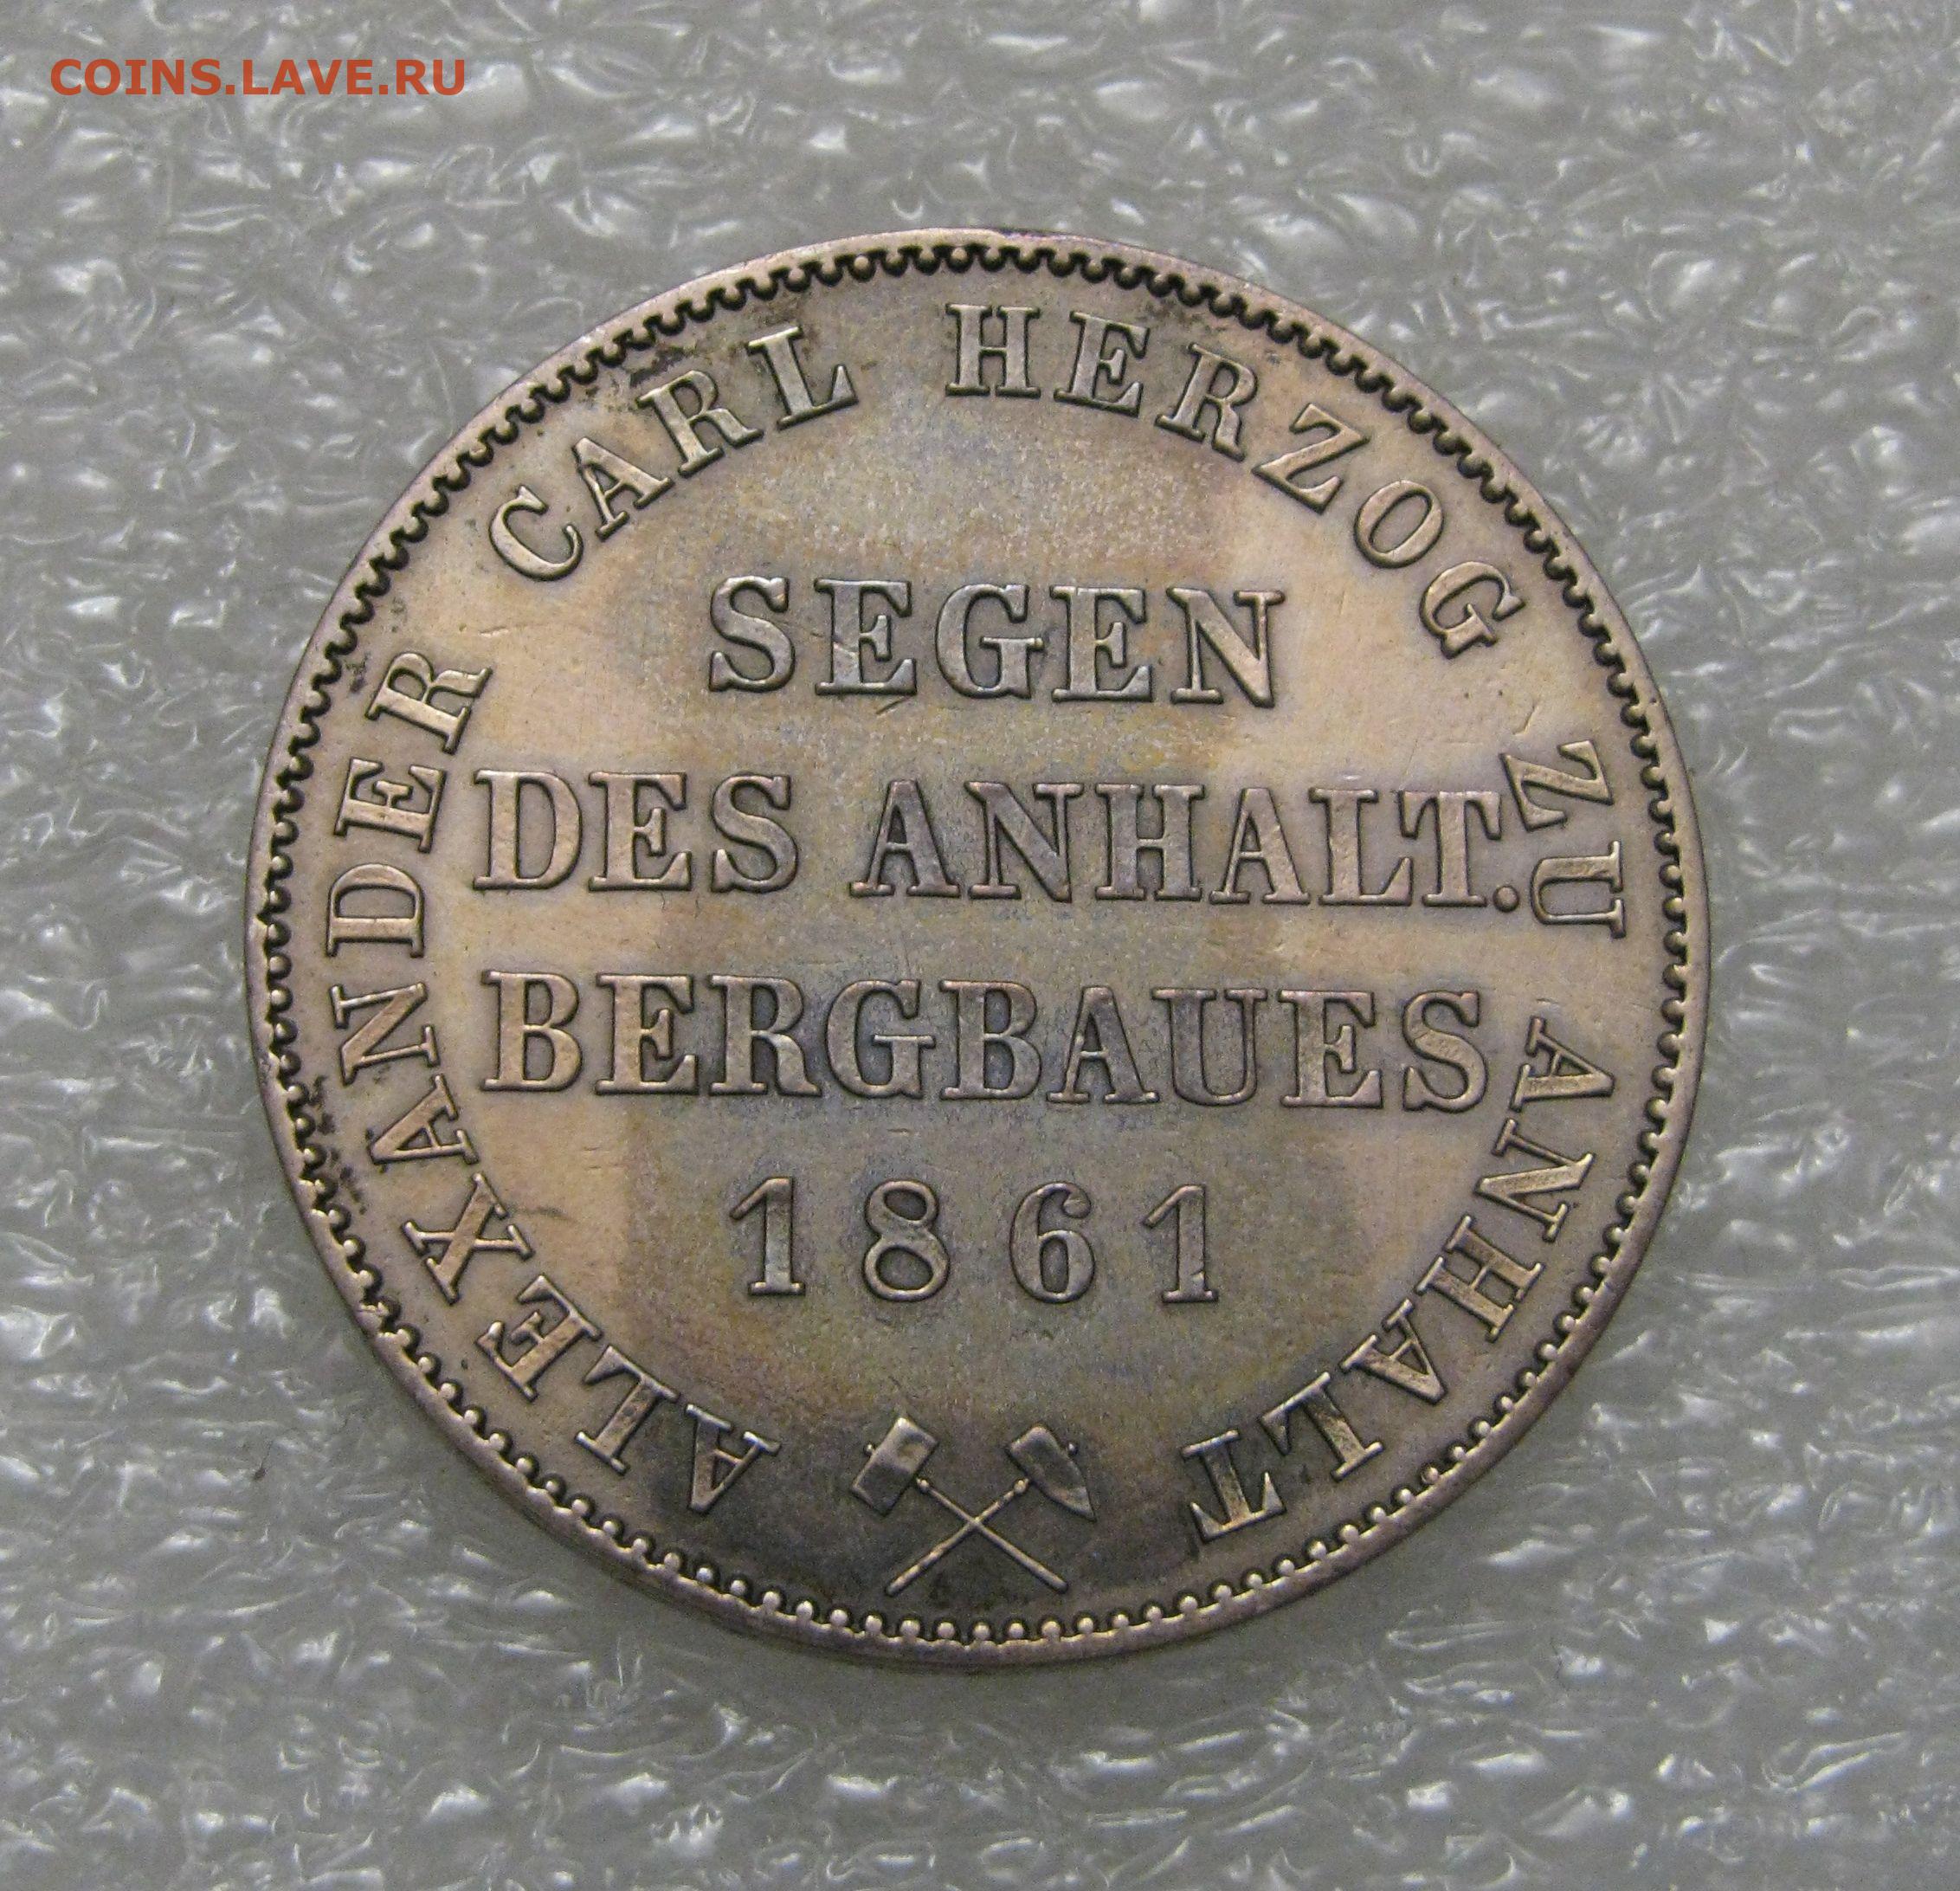 COINS.LAVE.RU
ALEXANDER CARL HERZOG ZU ANHALT
SEGEN
DES ANHALT.
BERGBAUES
1861